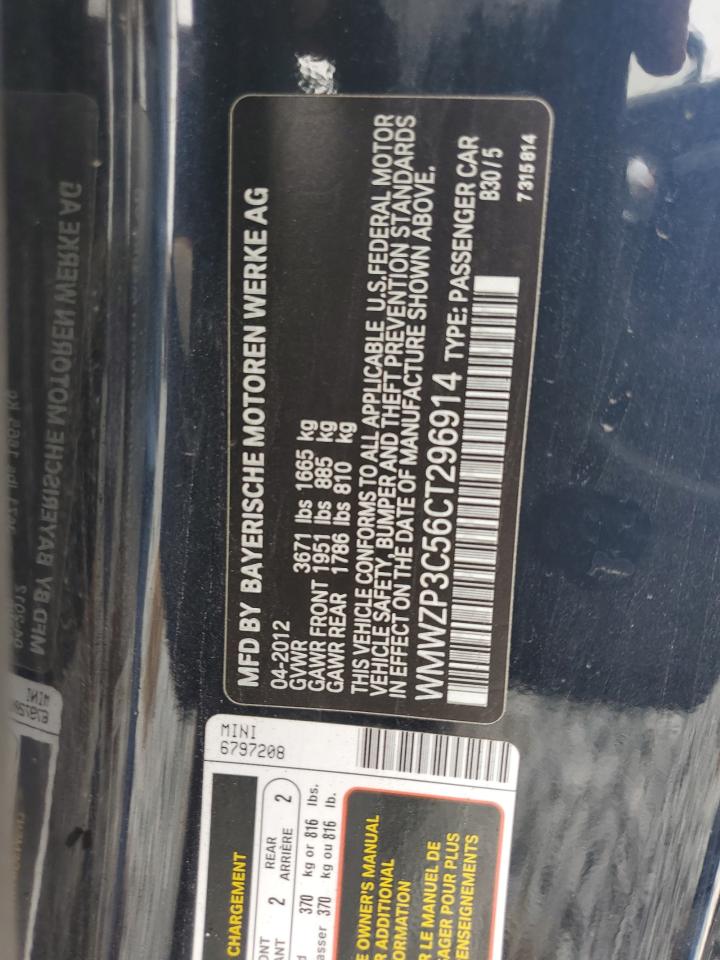 MFD BY BAYERISCHE MOTOREN WERKE AG
04-2012
GVWR 3671 lbs 1665 kg
GAWR FRONT 1951 lbs 885 kg
GAWR REAR 1786 lbs 810 kg
THIS VEHICLE CONFORMS TO ALL APPLICABLE U.S.FEDERAL MOTOR
VEHICLE SAFETY, BUMPER AND THEFT PREVENTION STANDARDS
IN EFFECT ON THE DATE OF MANUFACTURE SHOWN ABOVE.
WMWZP3C56CT296914 TYPE: PASSENGER CAR
B30 / 5
7315814
MINI
6797208
CHARGEMENT
2 REAR 2
ARRIÈRE
370 kg or 816 lbs.
370 kg ou 816 lb.
OWNER'S MANUAL
ADDITIONAL
LE MANUEL DE
POUR PLUS